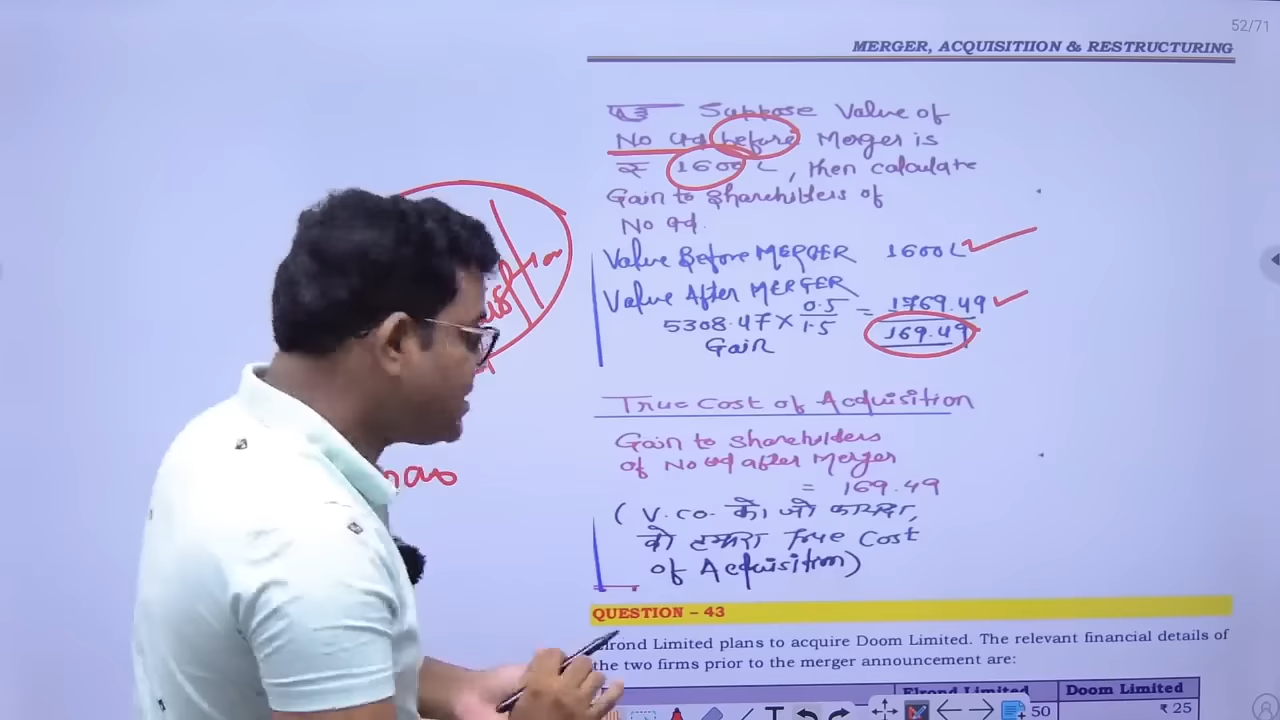 52/71
MERGER, ACQUISITIION & RESTRUCTURING
Suppose Value of
No Ltd before Merger is
₹ 1600 L, then calculate
Gain to Shareholders of
No Ltd.
Value Before MERGER 1600L
Value After MERGER
5308.47 × 0.5/1.5 = 1769.49
Gain 169.49
True Cost of Acquisition
Gain to Shareholders
of No Ltd after Merger
= 169.49
(V.Co. को जो फायदा,
वो हमारा True Cost
of Acquisition)
QUESTION – 43
Elrond Limited plans to acquire Doom Limited. The relevant financial details of
the two firms prior to the merger announcement are:
Elrond Limited Doom Limited
50 ₹ 25